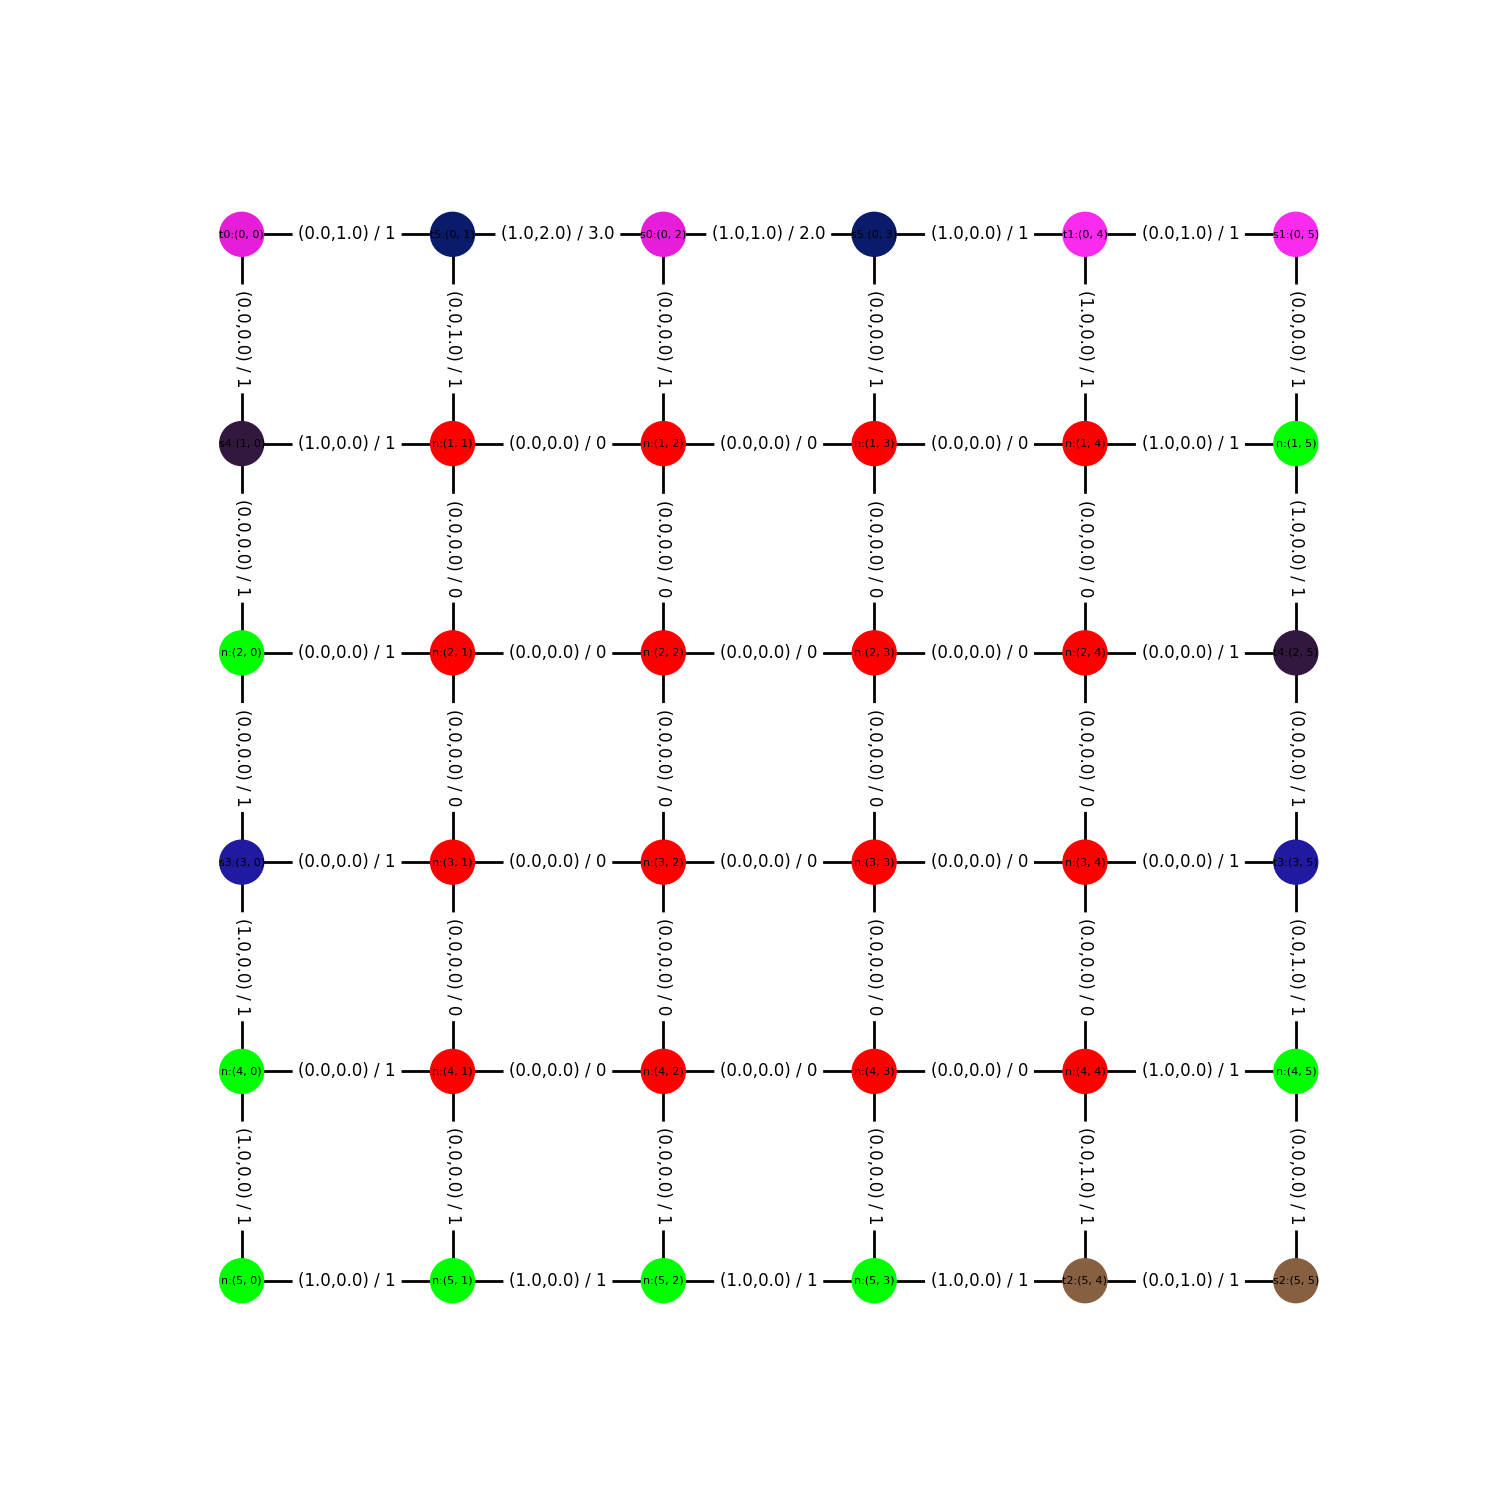 t0:(0, 0) (0.0,1.0) / 1 t5:(0, 1) (1.0,2.0) / 3.0 s0:(0, 2) (1.0,1.0) / 2.0 s5:(0, 3) (1.0,0.0) / 1 t1:(0, 4) (0.0,1.0) / 1 s1:(0, 5)
(0.0,0.0) / 1 (0.0,1.0) / 1 (0.0,0.0) / 1 (0.0,0.0) / 1 (1.0,0.0) / 1 (0.0,0.0) / 1
s4:(1, 0) (1.0,0.0) / 1 n:(1, 1) (0.0,0.0) / 0 n:(1, 2) (0.0,0.0) / 0 n:(1, 3) (0.0,0.0) / 0 n:(1, 4) (1.0,0.0) / 1 n:(1, 5)
(0.0,0.0) / 1 (0.0,0.0) / 0 (0.0,0.0) / 0 (0.0,0.0) / 0 (0.0,0.0) / 0 (1.0,0.0) / 1
n:(2, 0) (0.0,0.0) / 1 n:(2, 1) (0.0,0.0) / 0 n:(2, 2) (0.0,0.0) / 0 n:(2, 3) (0.0,0.0) / 0 n:(2, 4) (0.0,0.0) / 1 t4:(2, 5)
(0.0,0.0) / 1 (0.0,0.0) / 0 (0.0,0.0) / 0 (0.0,0.0) / 0 (0.0,0.0) / 0 (0.0,0.0) / 1
s3:(3, 0) (0.0,0.0) / 1 n:(3, 1) (0.0,0.0) / 0 n:(3, 2) (0.0,0.0) / 0 n:(3, 3) (0.0,0.0) / 0 n:(3, 4) (0.0,0.0) / 1 t3:(3, 5)
(1.0,0.0) / 1 (0.0,0.0) / 0 (0.0,0.0) / 0 (0.0,0.0) / 0 (0.0,0.0) / 0 (0.0,1.0) / 1
n:(4, 0) (0.0,0.0) / 1 n:(4, 1) (0.0,0.0) / 0 n:(4, 2) (0.0,0.0) / 0 n:(4, 3) (0.0,0.0) / 0 n:(4, 4) (1.0,0.0) / 1 n:(4, 5)
(1.0,0.0) / 1 (0.0,0.0) / 1 (0.0,0.0) / 1 (0.0,0.0) / 1 (0.0,1.0) / 1 (0.0,0.0) / 1
n:(5, 0) (1.0,0.0) / 1 n:(5, 1) (1.0,0.0) / 1 n:(5, 2) (1.0,0.0) / 1 n:(5, 3) (1.0,0.0) / 1 t2:(5, 4) (0.0,1.0) / 1 s2:(5, 5)